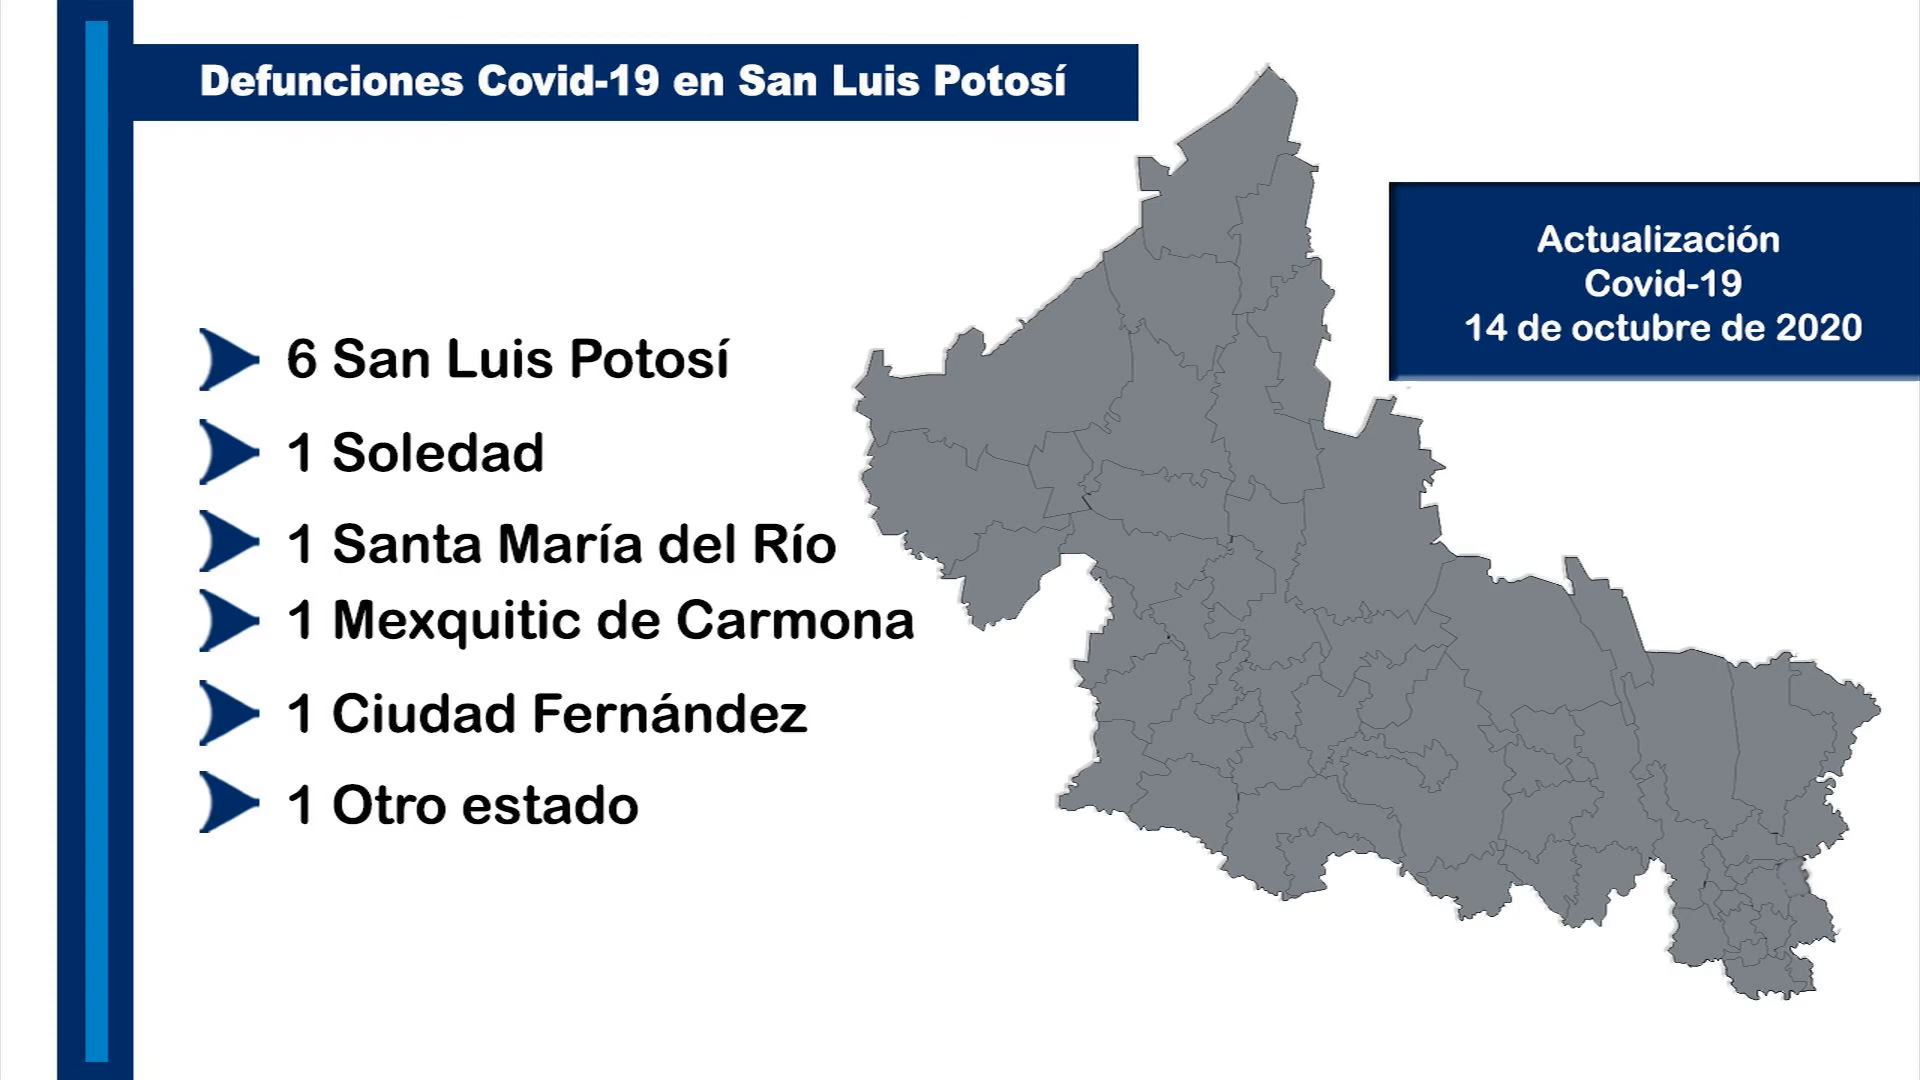 Defunciones Covid-19 en San Luis Potosí
Actualización
Covid-19
14 de octubre de 2020
6 San Luis Potosí
1 Soledad
1 Santa María del Río
1 Mexquitic de Carmona
1 Ciudad Fernández
1 Otro estado